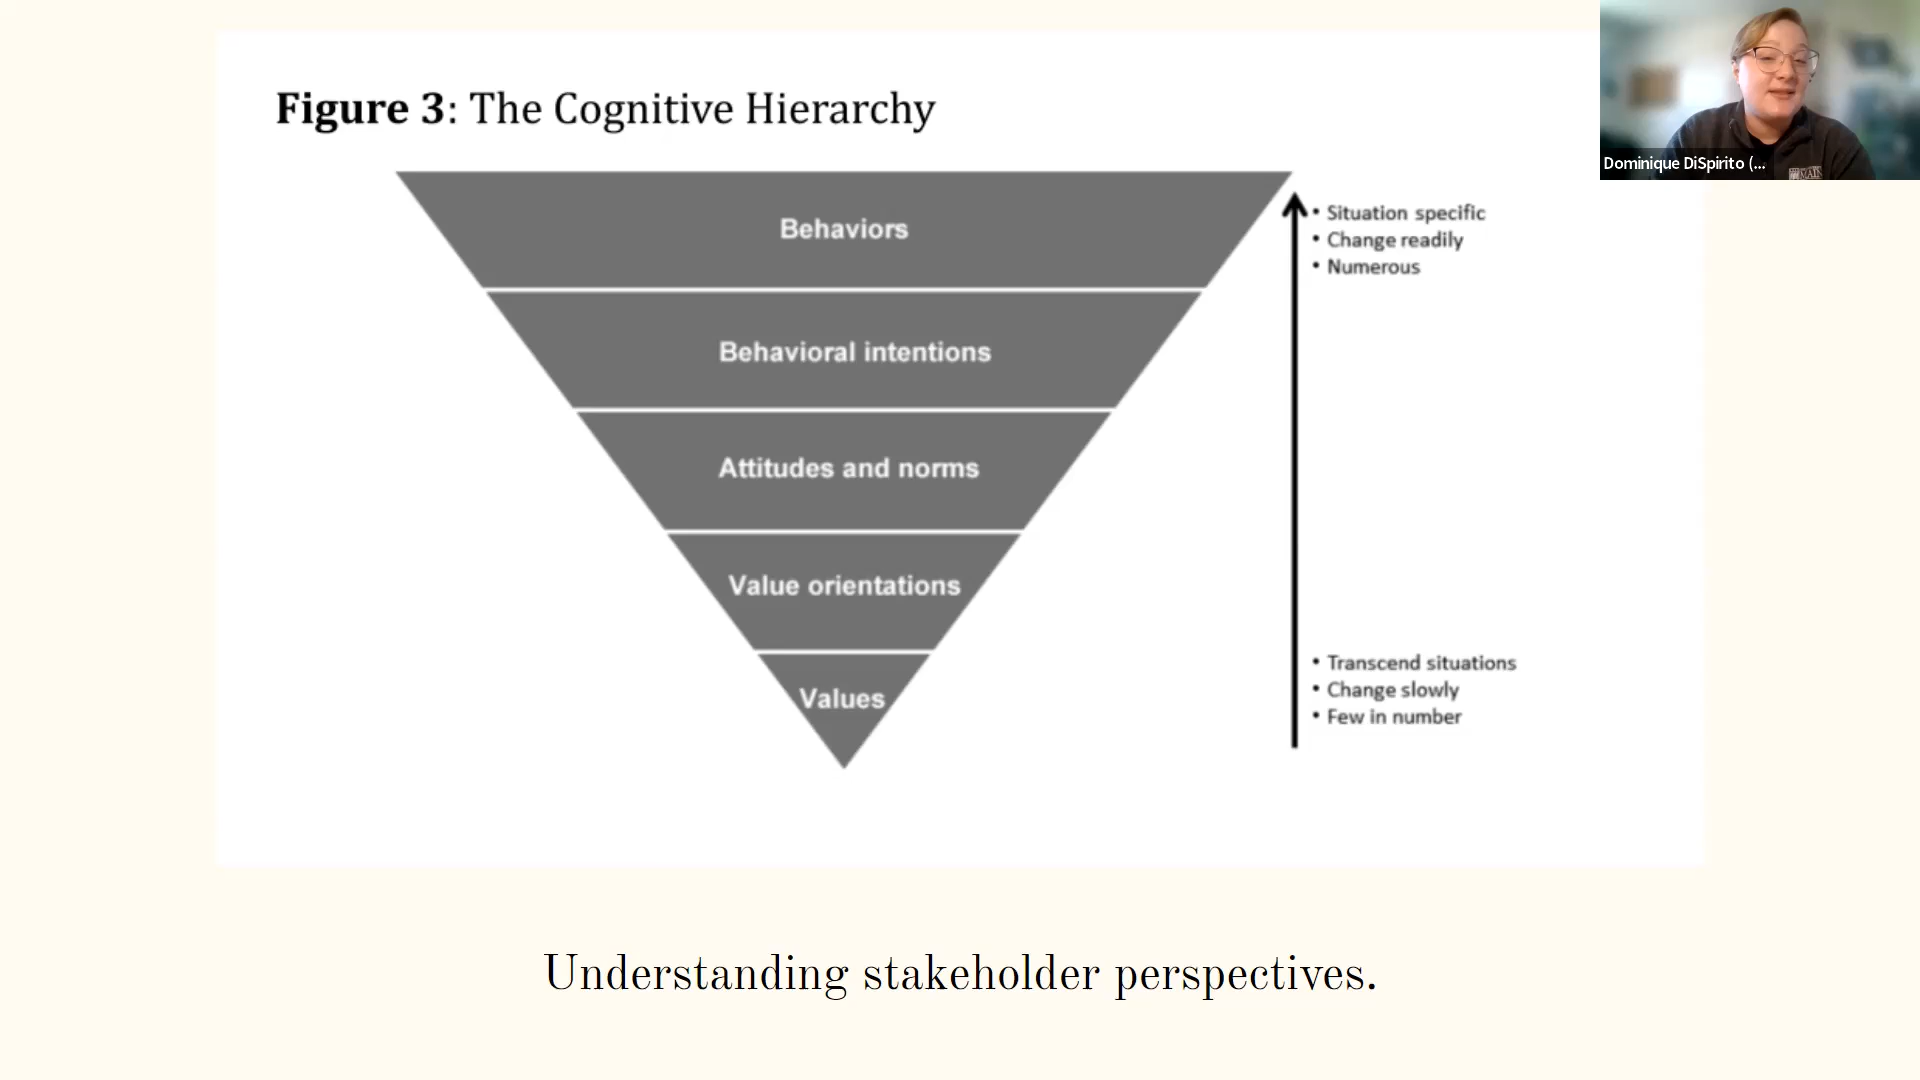 Figure 3: The Cognitive Hierarchy
Behaviors
Behavioral intentions
Attitudes and norms
Value orientations
Values
• Situation specific
• Change readily
• Numerous
• Transcend situations
• Change slowly
• Few in number
Understanding stakeholder perspectives.
Dominique DiSpirito (...